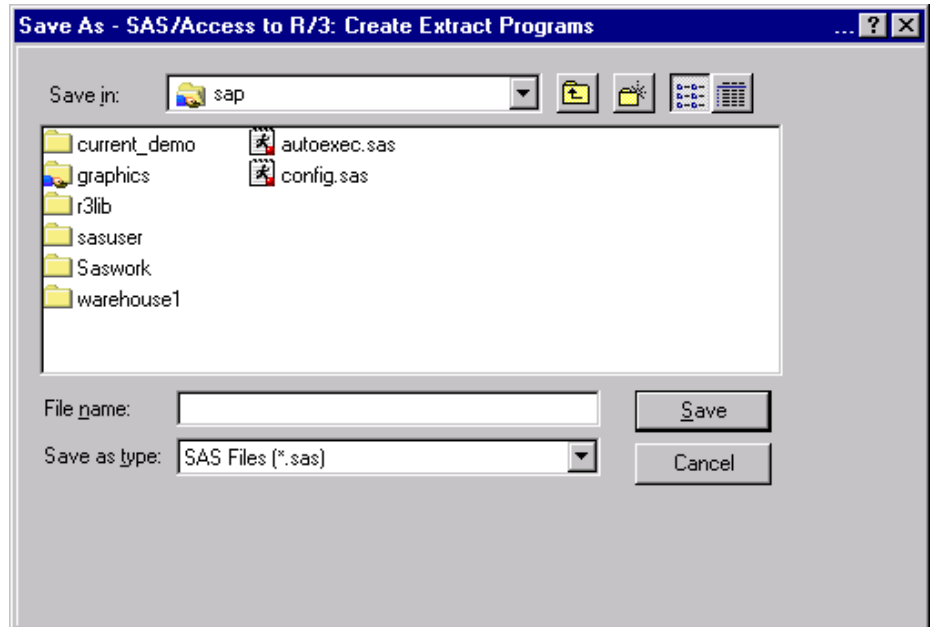 Save As - SAS/Access to R/3: Create Extract Programs ...
Save in: sap
current_demo autoexec.sas
graphics config.sas
r3lib
sasuser
Saswork
warehouse1
File name: Save
Save as type: SAS Files (*.sas) Cancel